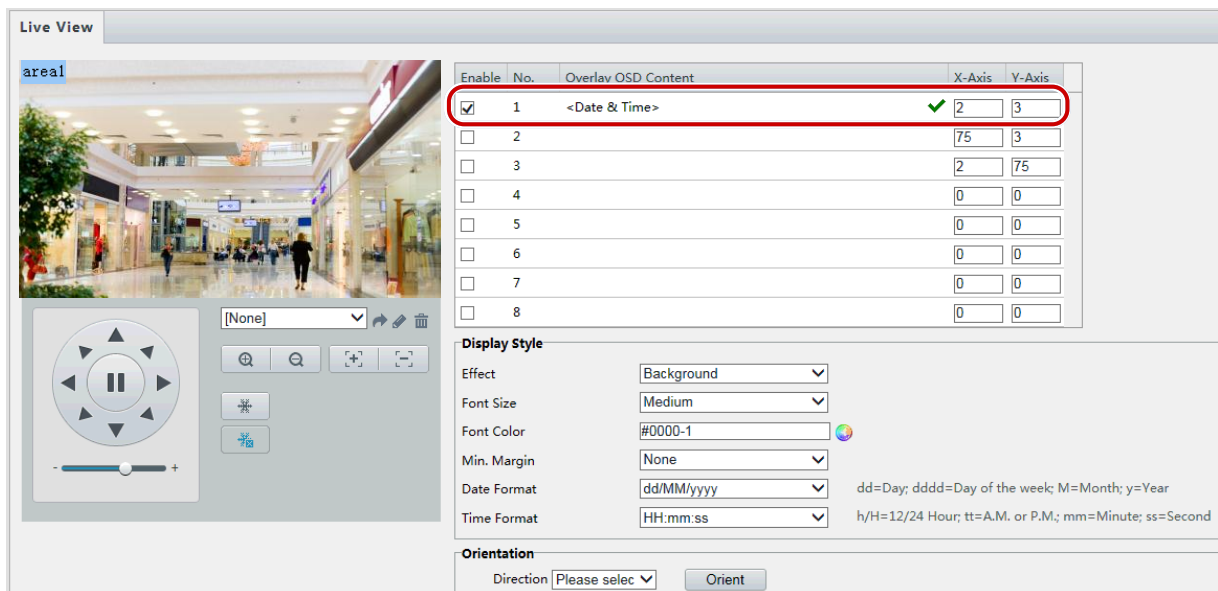 Live View
area1
Enable No. Overlay OSD Content X-Axis Y-Axis
1 <Date & Time> 2 3
2 75 3
3 2 75
4 0 0
5 0 0
6 0 0
7 0 0
8 0 0
[None]
- +
Display Style
Effect Background
Font Size Medium
Font Color #0000-1
Min. Margin None
Date Format dd/MM/yyyy dd=Day; dddd=Day of the week; M=Month; y=Year
Time Format HH:mm:ss h/H=12/24 Hour; tt=A.M. or P.M.; mm=Minute; ss=Second
Orientation
Direction Please selec Orient